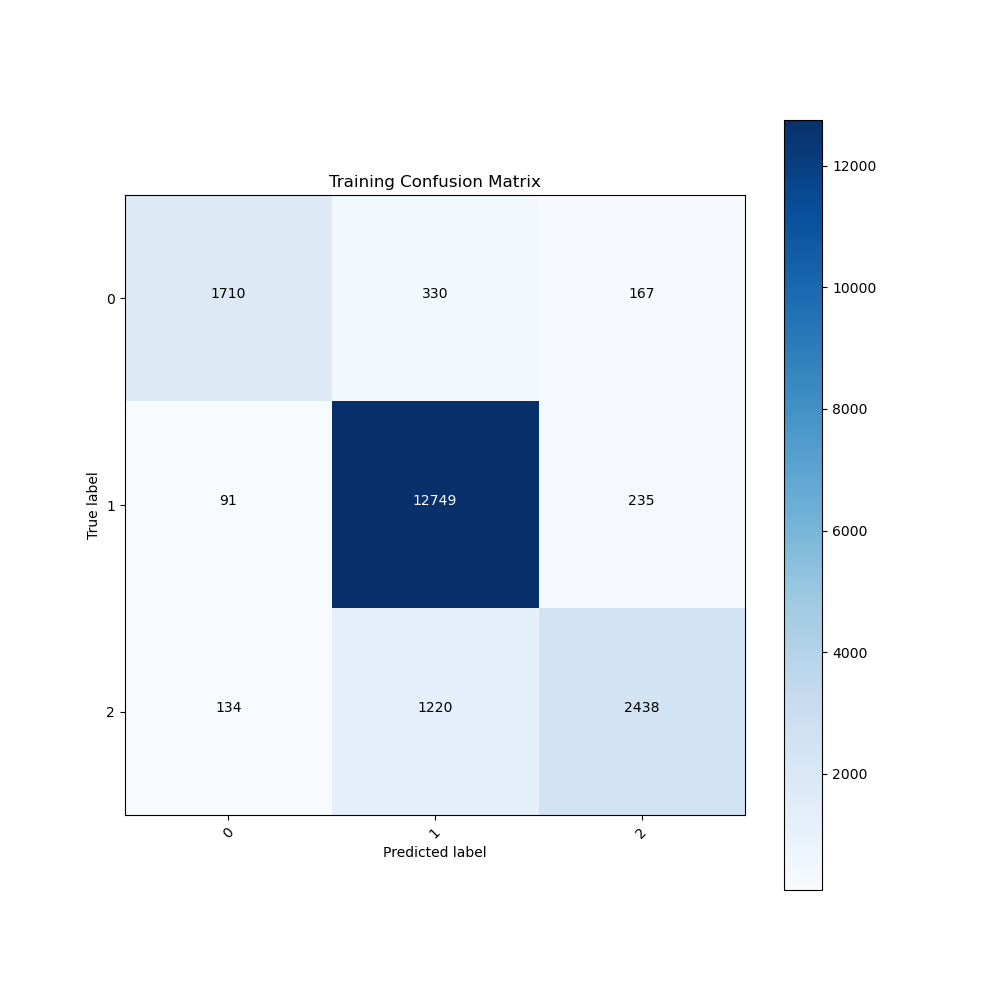 Training Confusion Matrix
12000
10000
8000
6000
4000
2000
True label
0
1
2
1710 330 167
91 12749 235
134 1220 2438
0 1 2
Predicted label